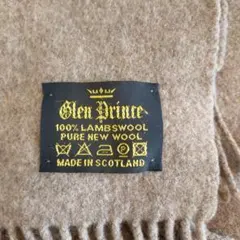 Glen Prince
100% LAMBSWOOL
PURE NEW WOOL
MADE IN SCOTLAND